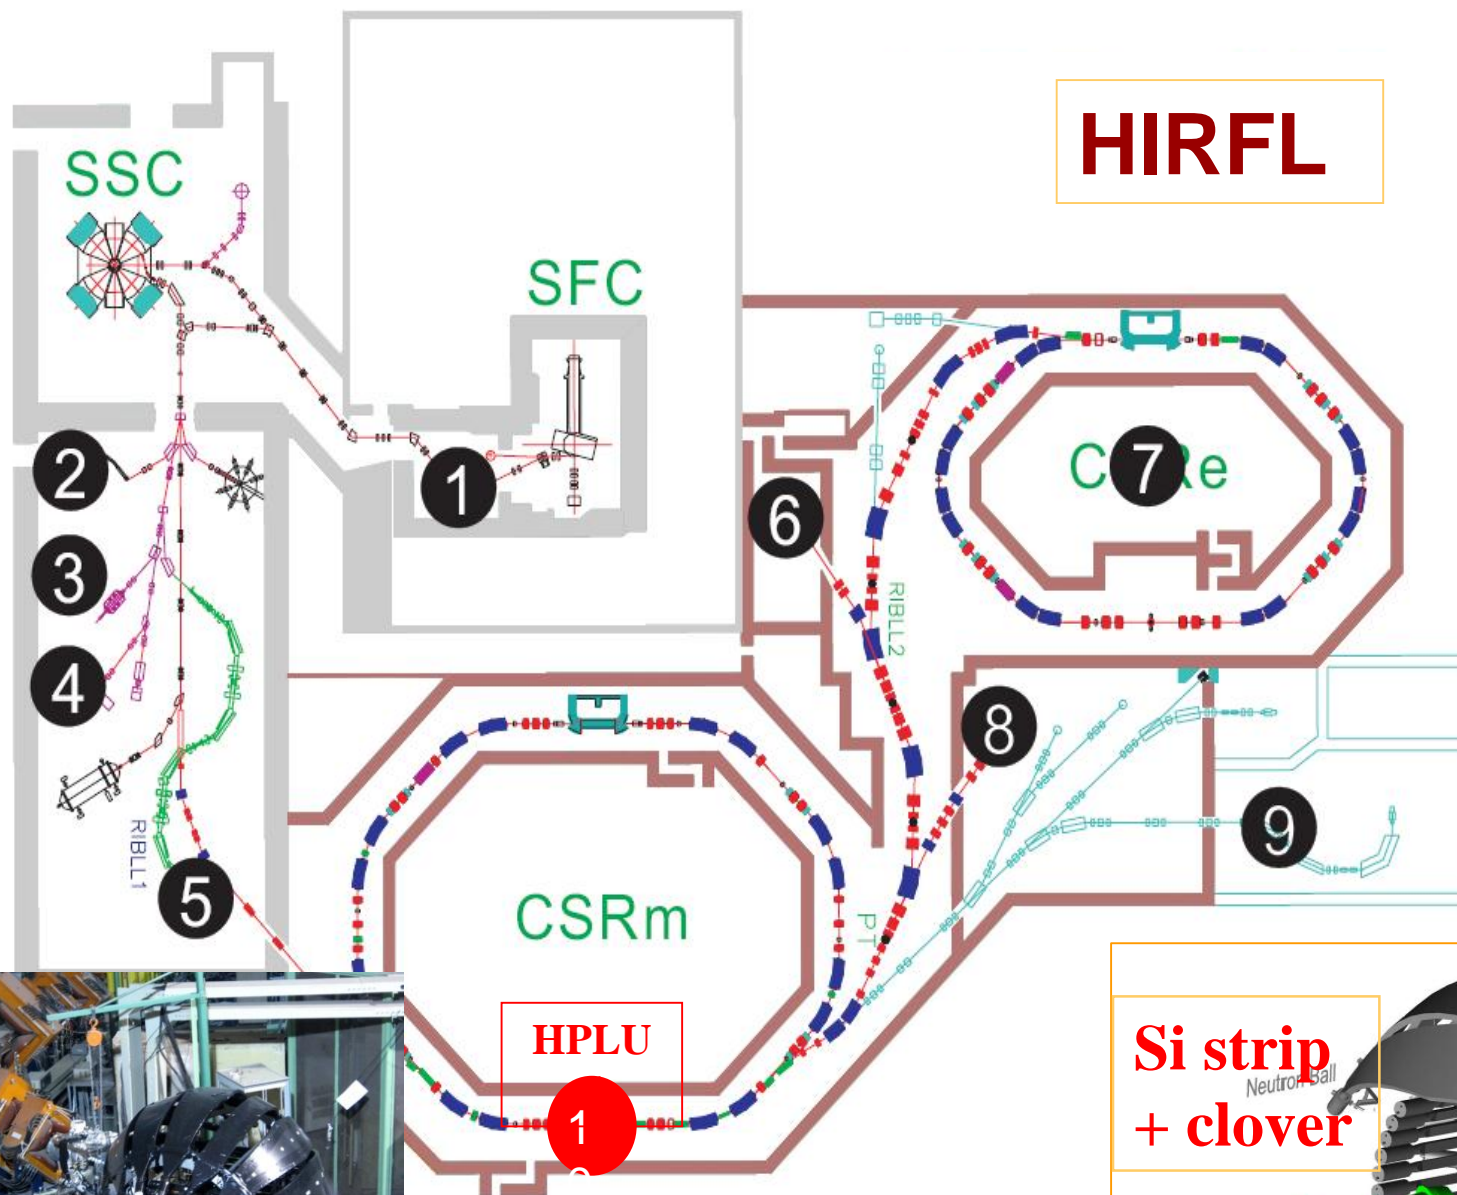 HIRFL
SSC
SFC
2
1
C
7
Re
6
3
RIBLL2
4
8
RIBLL1
9
5
CSRm
PT
HPLU
1
Si strip
Neutron Ball
+ clover